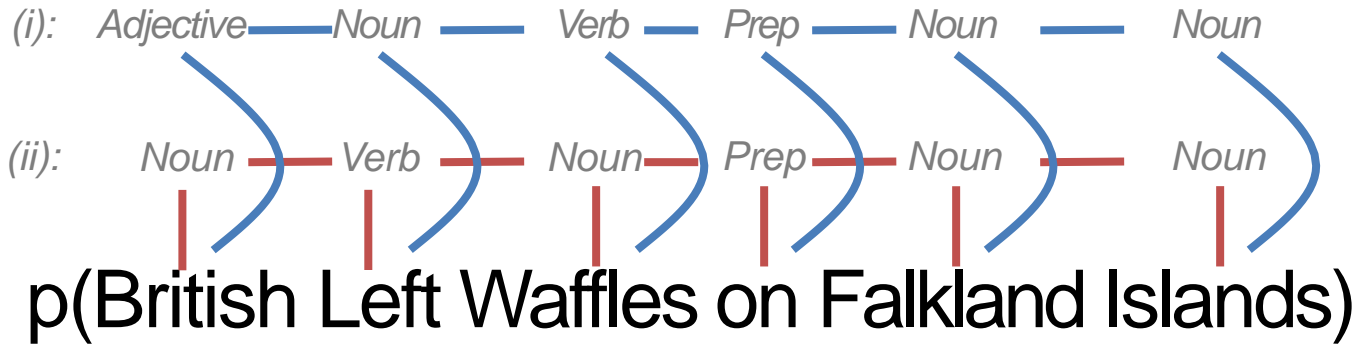 (i): Adjective Noun Verb Prep Noun Noun
(ii): Noun Verb Noun Prep Noun Noun
p(British Left Waffles on Falkland Islands)